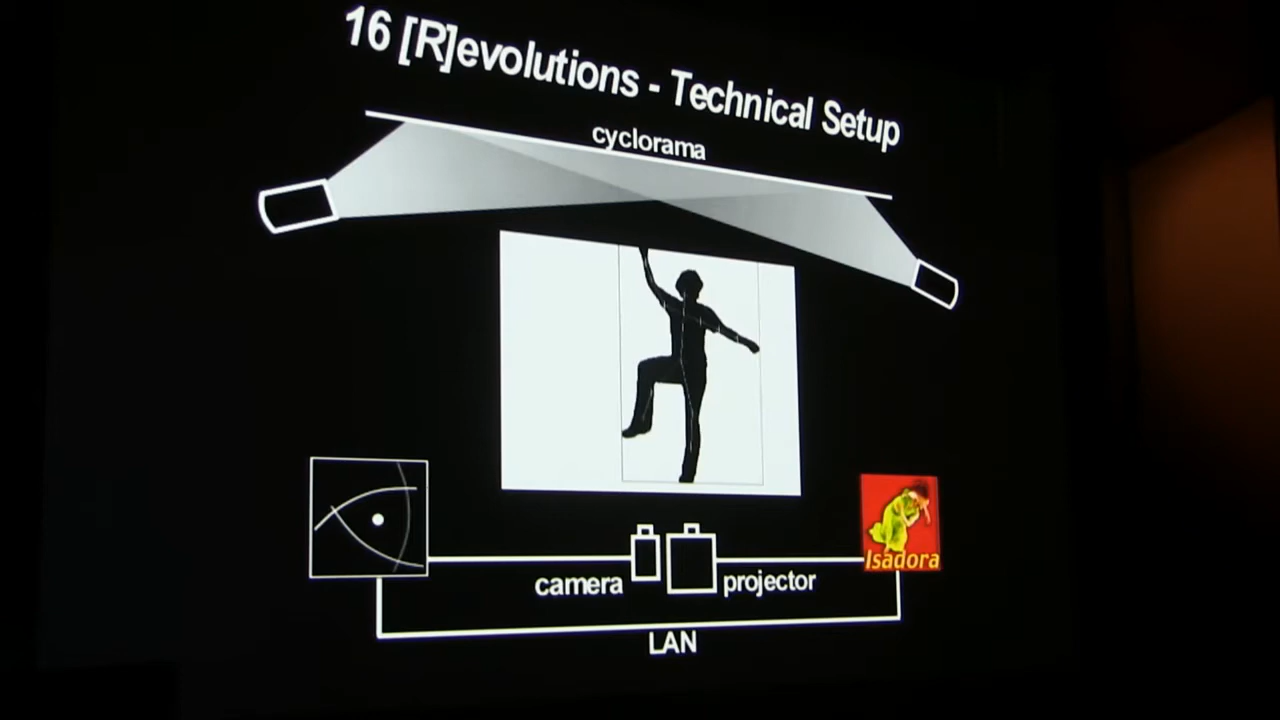 16 [R]evolutions - Technical Setup
cyclorama
Isadora
camera
projector
LAN